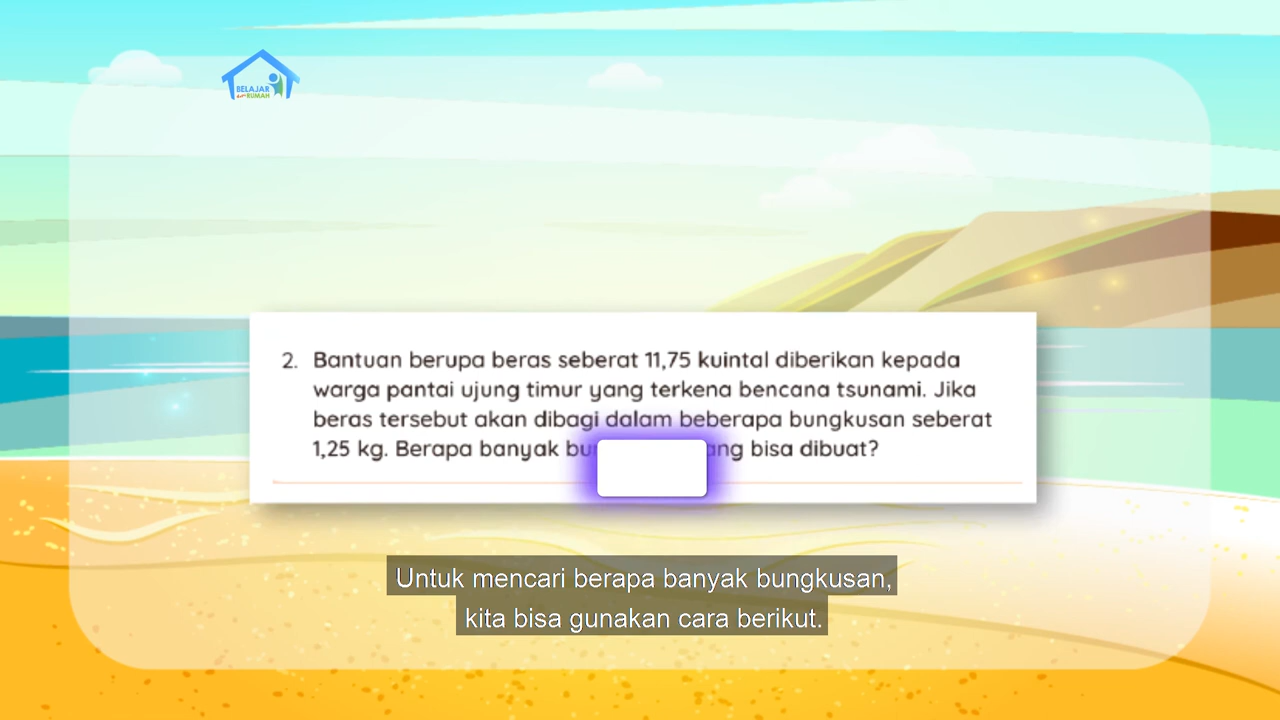 BELAJAR
dari RUMAH
2. Bantuan berupa beras seberat 11,75 kuintal diberikan kepada
warga pantai ujung timur yang terkena bencana tsunami. Jika
beras tersebut akan dibagi dalam beberapa bungkusan seberat
1,25 kg. Berapa banyak bisa dibuat?
Untuk mencari berapa banyak bungkusan,
kita bisa gunakan cara berikut.